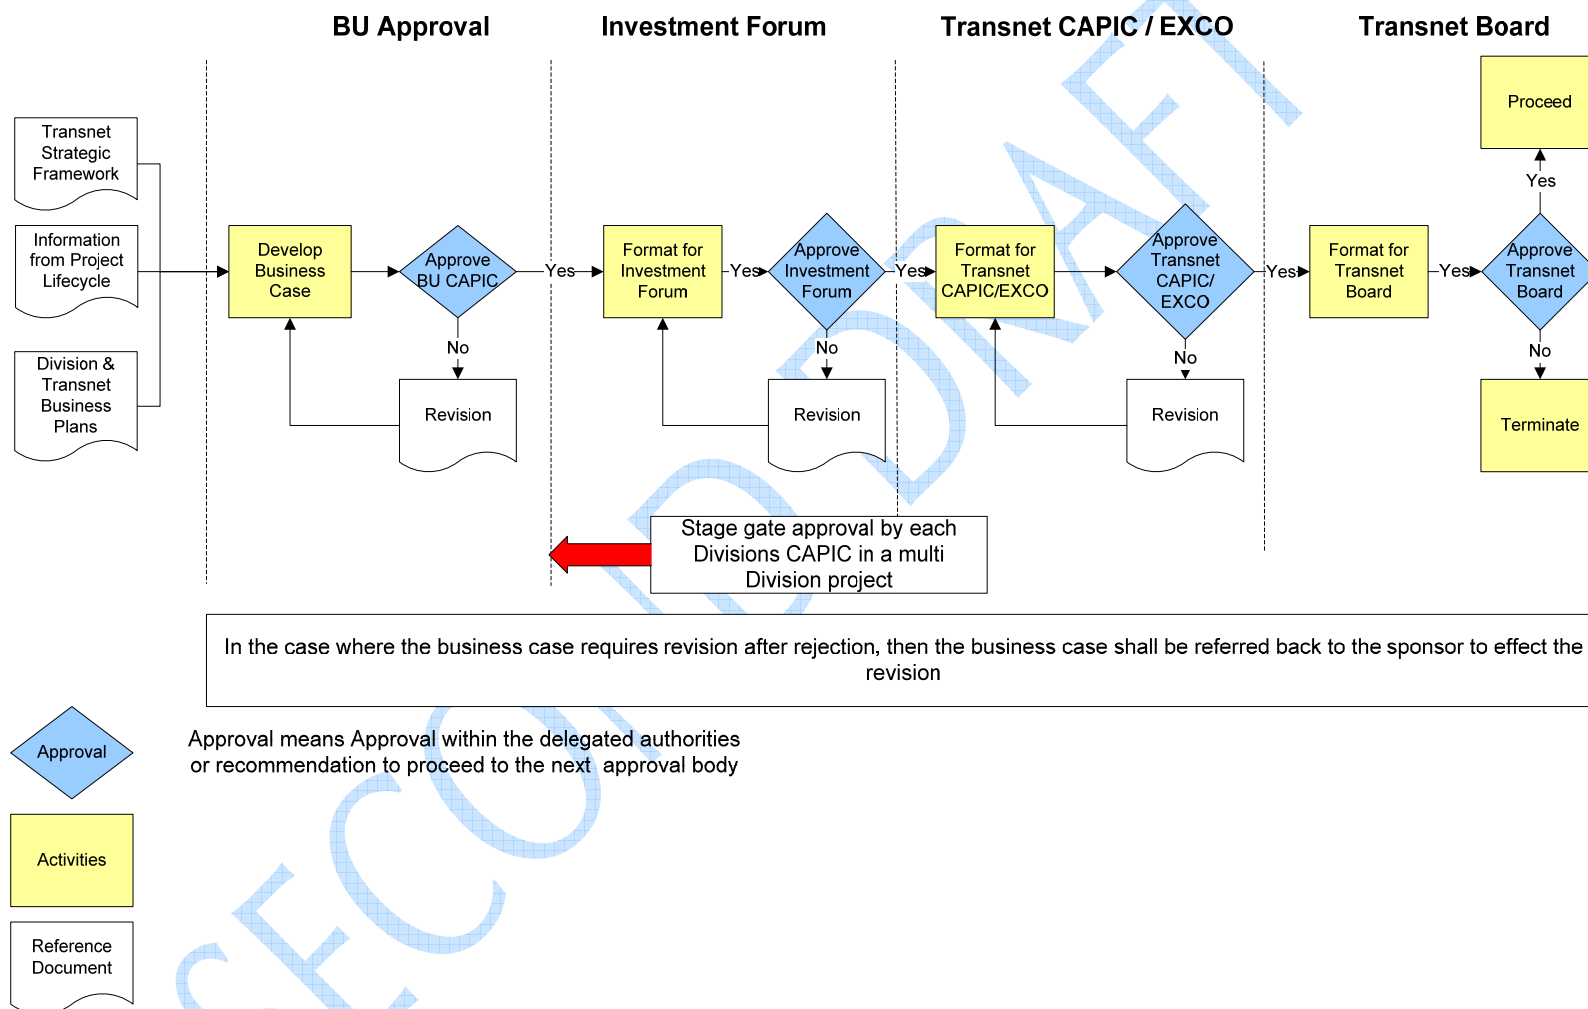 BU Approval
Investment Forum
Transnet CAPIC / EXCO
Transnet Board
Transnet
Strategic
Framework
Information
from Project
Lifecycle
Division &
Transnet
Business
Plans
Develop
Business
Case
Approve
BU CAPIC
Yes
No
Revision
Format for
Investment
Forum
Yes
Approve
Investment
Forum
Yes
No
Revision
Format for
Transnet
CAPIC/EXCO
Approve
Transnet
CAPIC/
EXCO
Yes
No
Revision
Format for
Transnet
Board
Yes
Approve
Transnet
Board
Yes
Proceed
No
Terminate
Stage gate approval by each
Divisions CAPIC in a multi
Division project
In the case where the business case requires revision after rejection, then the business case shall be referred back to the sponsor to effect the
revision
Approval
Approval means Approval within the delegated authorities
or recommendation to proceed to the next approval body
Activities
Reference
Document
SECOND DRAFT